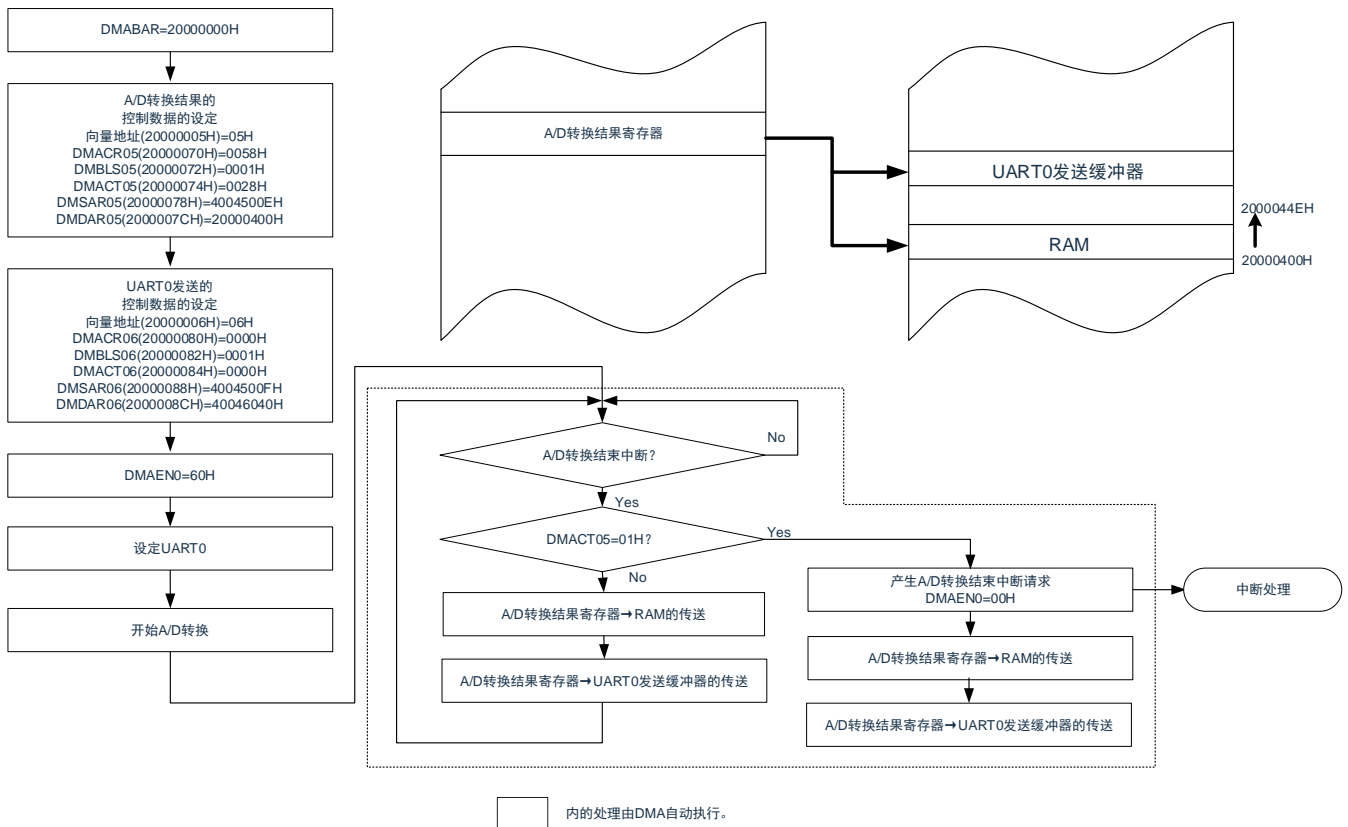 DMABAR=20000000H
A/D转换结果的
控制数据的设定
向量地址(20000005H)=05H
DMACR05(20000070H)=0058H
DMBLS05(20000072H)=0001H
DMACT05(20000074H)=0028H
DMSAR05(20000078H)=4004500EH
DMDAR05(2000007CH)=20000400H
UART0发送的
控制数据的设定
向量地址(20000006H)=06H
DMACR06(20000080H)=0000H
DMBLS06(20000082H)=0001H
DMACT06(20000084H)=0000H
DMSAR06(20000088H)=4004500FH
DMDAR06(2000008CH)=40046040H
DMAEN0=60H
设定UART0
开始A/D转换
A/D转换结果寄存器
UART0发送缓冲器
2000044EH
RAM
20000400H
A/D转换结束中断?
No
Yes
DMACT05=01H?
Yes
No
A/D转换结果寄存器→RAM的传送
A/D转换结果寄存器→UART0发送缓冲器的传送
产生A/D转换结束中断请求
DMAEN0=00H
中断处理
A/D转换结果寄存器→RAM的传送
A/D转换结果寄存器→UART0发送缓冲器的传送
内的处理由DMA自动执行。